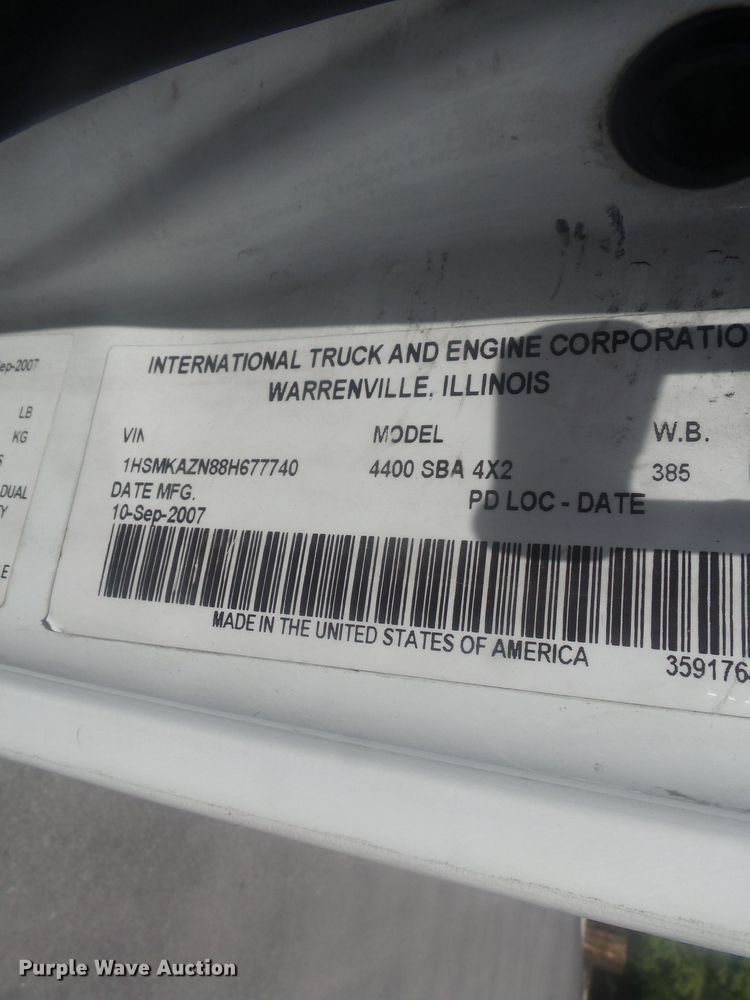 ep-2007
LB
KG
S
DUAL
Y
E
INTERNATIONAL TRUCK AND ENGINE CORPORATIO
WARRENVILLE, ILLINOIS
VIN MODEL W.B.
1HSMKAZN88H677740 4400 SBA 4X2 385
DATE MFG. PD LOC - DATE
10-Sep-2007
MADE IN THE UNITED STATES OF AMERICA
359176
Purple Wave Auction